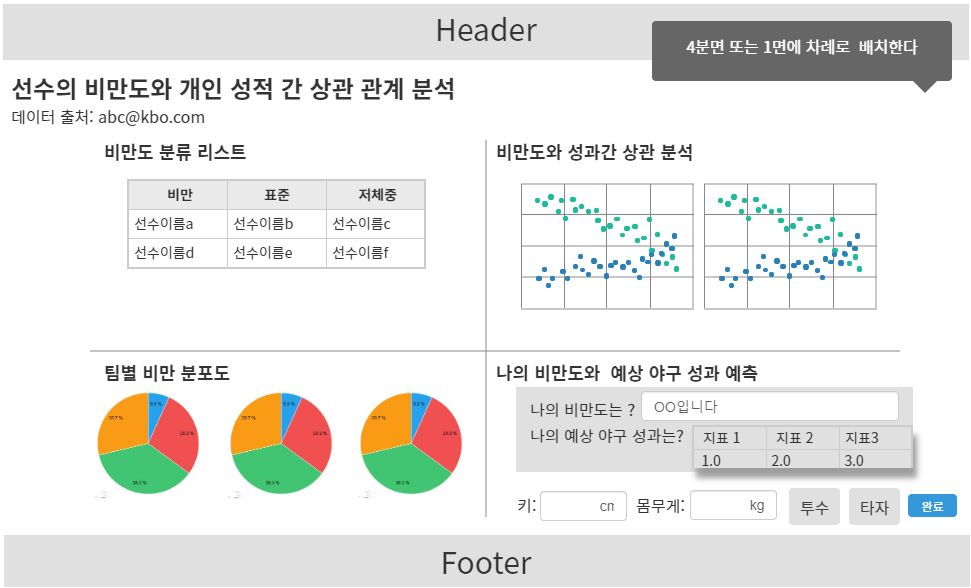 Header
4분면 또는 1면에 차례로 배치한다
선수의 비만도와 개인 성적 간 상관 관계 분석
데이터 출처: abc@kbo.com
비만도 분류 리스트
비만 표준 저체중
선수이름a 선수이름b 선수이름c
선수이름d 선수이름e 선수이름f
비만도와 성과간 상관 분석
팀별 비만 분포도
나의 비만도와 예상 야구 성과 예측
나의 비만도는 ? OO입니다
나의 예상 야구 성과는? 지표 1 지표 2 지표3
1.0 2.0 3.0
키: cm 몸무게: kg 투수 타자 완료
Footer